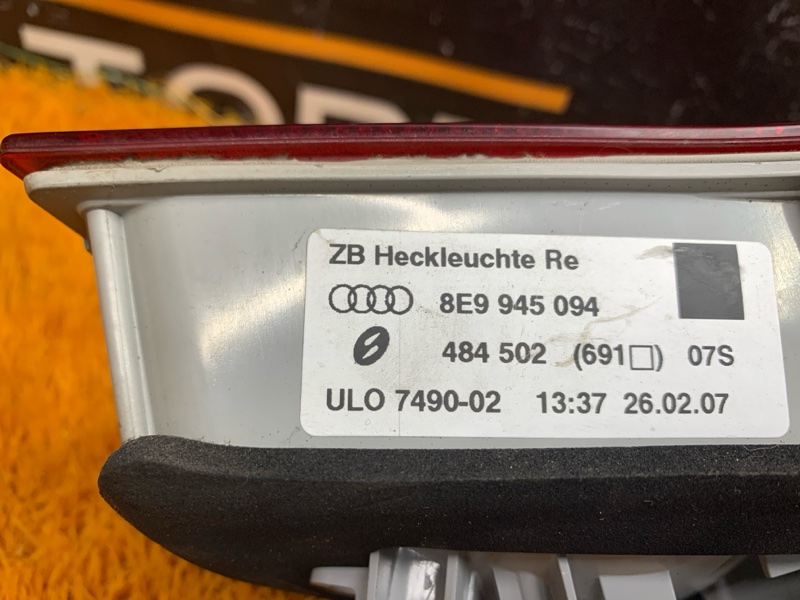 ZB Heckleuchte Re
8E9 945 094
484 502 (691□) 07S
ULO 7490-02 13:37 26.02.07